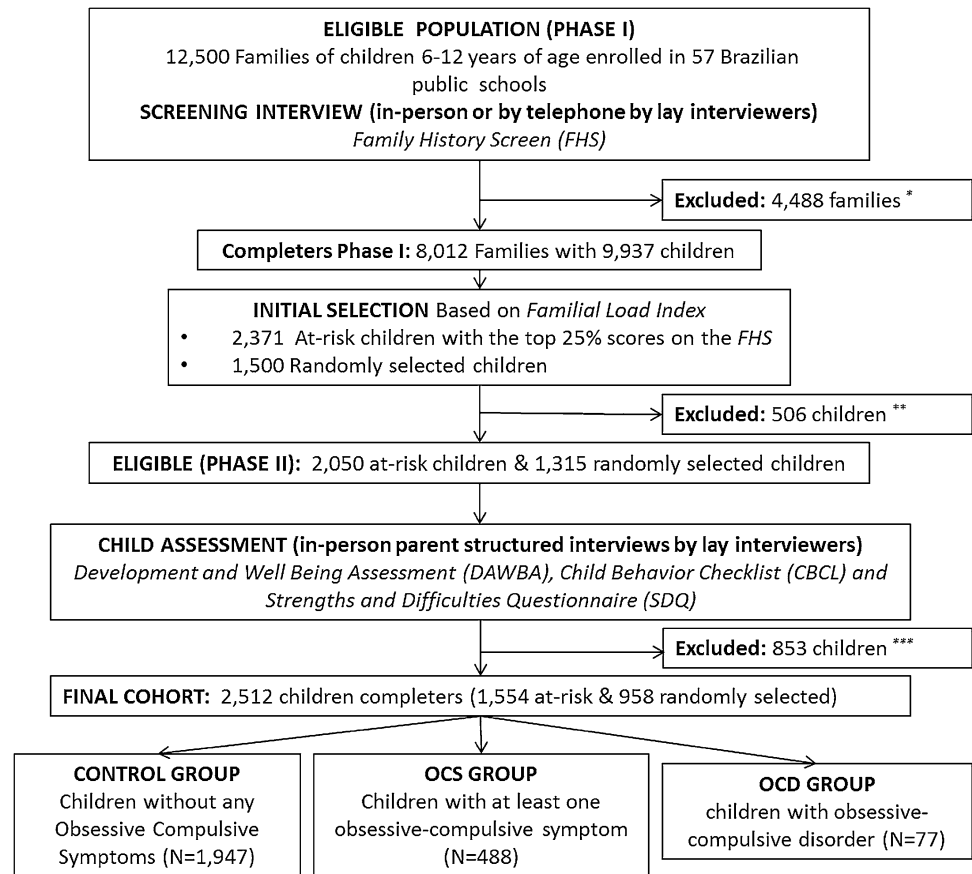 ELIGIBLE POPULATION (PHASE I)
12,500 Families of children 6-12 years of age enrolled in 57 Brazilian
public schools
SCREENING INTERVIEW (in-person or by telephone by lay interviewers)
Family History Screen (FHS)
Excluded: 4,488 families *
Completers Phase I: 8,012 Families with 9,937 children
INITIAL SELECTION Based on Familial Load Index
• 2,371 At-risk children with the top 25% scores on the FHS
• 1,500 Randomly selected children
Excluded: 506 children **
ELIGIBLE (PHASE II): 2,050 at-risk children & 1,315 randomly selected children
CHILD ASSESSMENT (in-person parent structured interviews by lay interviewers)
Development and Well Being Assessment (DAWBA), Child Behavior Checklist (CBCL) and
Strengths and Difficulties Questionnaire (SDQ)
Excluded: 853 children ***
FINAL COHORT: 2,512 children completers (1,554 at-risk & 958 randomly selected)
CONTROL GROUP
Children without any
Obsessive Compulsive
Symptoms (N=1,947)
OCS GROUP
Children with at least one
obsessive-compulsive symptom
(N=488)
OCD GROUP
children with obsessive-
compulsive disorder (N=77)